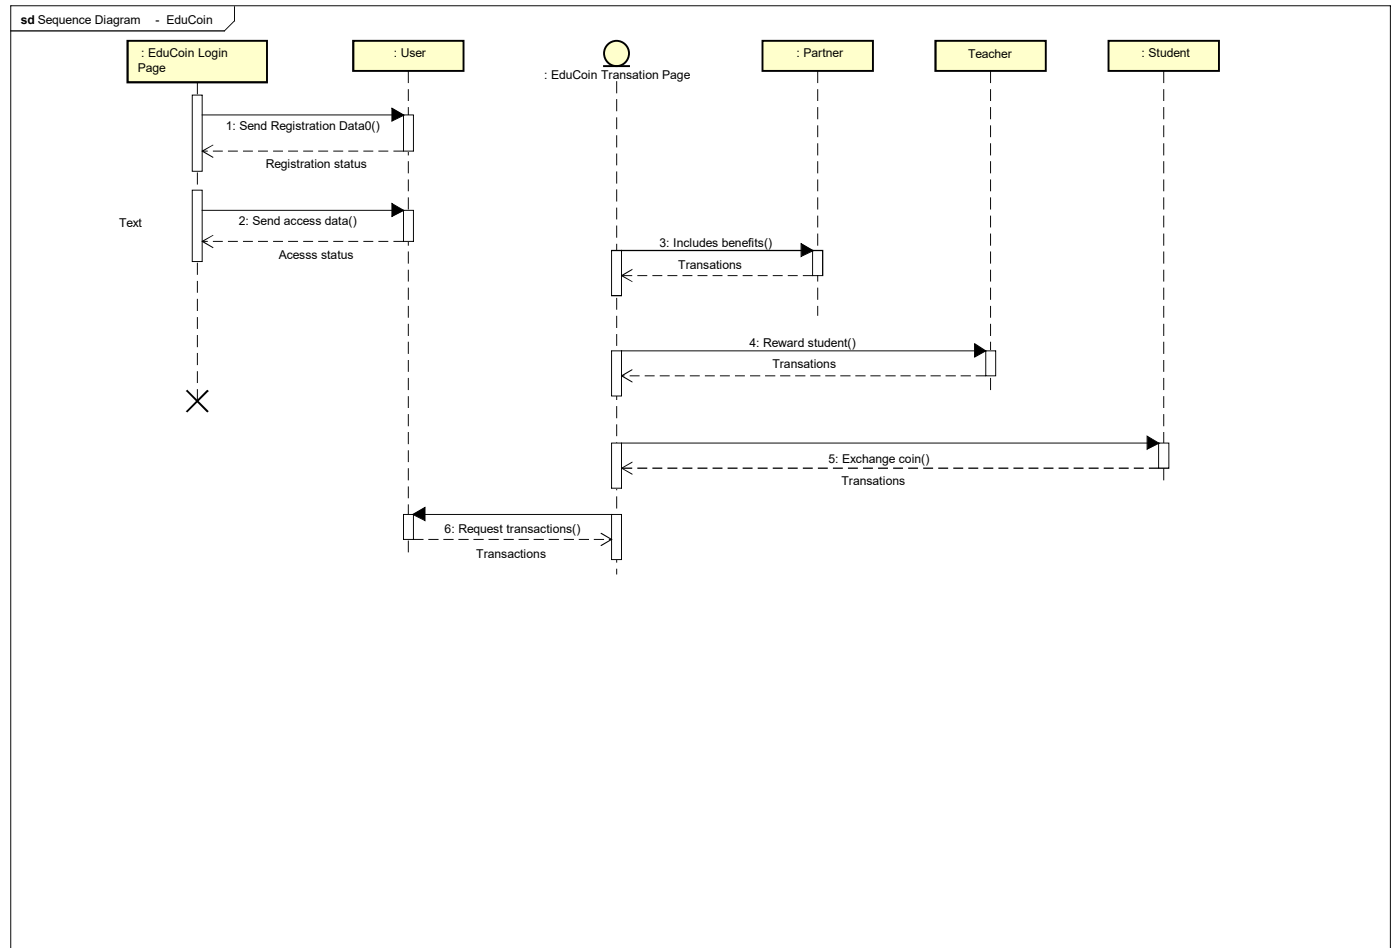 sd Sequence Diagram - EduCoin
: EduCoin Login
Page
: User
: EduCoin Transation Page
: Partner
Teacher
: Student
1: Send Registration Data0()
Registration status
Text
2: Send access data()
Acesss status
3: Includes benefits()
Transations
4: Reward student()
Transations
5: Exchange coin()
Transations
6: Request transactions()
Transactions